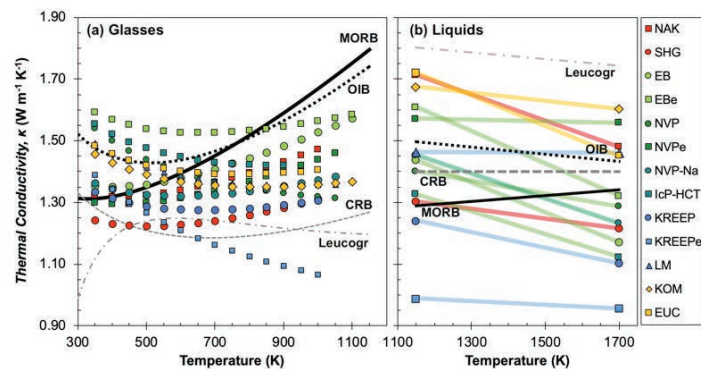 (a) Glasses
MORB
OIB
CRB
Leucogr
Thermal Conductivity, κ (W m⁻¹ K⁻¹)
1.90
1.70
1.50
1.30
1.10
0.90
300
500
700
900
1100
Temperature (K)
(b) Liquids
Leucogr
OIB
CRB
MORB
1100
1300
1500
1700
Temperature (K)
NAK
SHG
EB
EBe
NVP
NVPe
NVP-Na
IcP-HCT
KREEP
KREEPe
LM
KOM
EUC